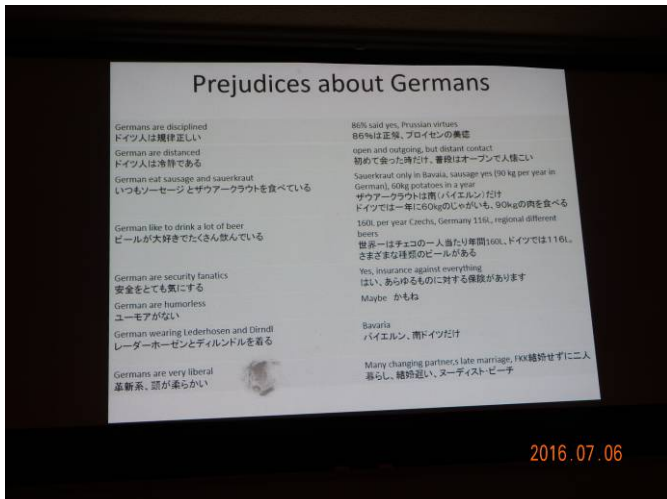 Prejudices about Germans
Germans are disciplined
ドイツ人は規律正しい
86% said yes, Prussian virtues
86%は正解、プロイセンの美徳
German are distanced
ドイツ人は冷静である
open and outgoing, but distant contact
初めて会った時だけ、普段はオープンで人懐こい
German eat sausage and sauerkraut
いつもソーセージとザウアークラウトを食べている
Sauerkraut only in Bavaia, sausage yes (90 kg per year in
German), 60kg potatoes in a year
ザウアークラウトは南(バイエルン)だけ
ドイツでは一年に60kgのじゃがいも、90kgの肉を食べる
German like to drink a lot of beer
ビールが大好きでたくさん飲んでいる
160L per year Czechs, Germany 116L, regional different
beers
世界一はチェコの一人当たり年間160L、ドイツでは116L。
さまざまな種類のビールがある
German are security fanatics
安全をとても気にする
Yes, insurance against everything
はい、あらゆるものに対する保険があります
German are humorless
ユーモアがない
Maybe かもね
German wearing Lederhosen and Dirndl
レーダーホーゼンとディルンドルを着る
Bavaria
バイエルン、南ドイツだけ
Germans are very liberal
革新系、頭が柔らかい
Many changing partner,s late marriage, FKK結婚せずに二人
暮らし、結婚遅い、ヌーディスト・ビーチ
2016.07.06